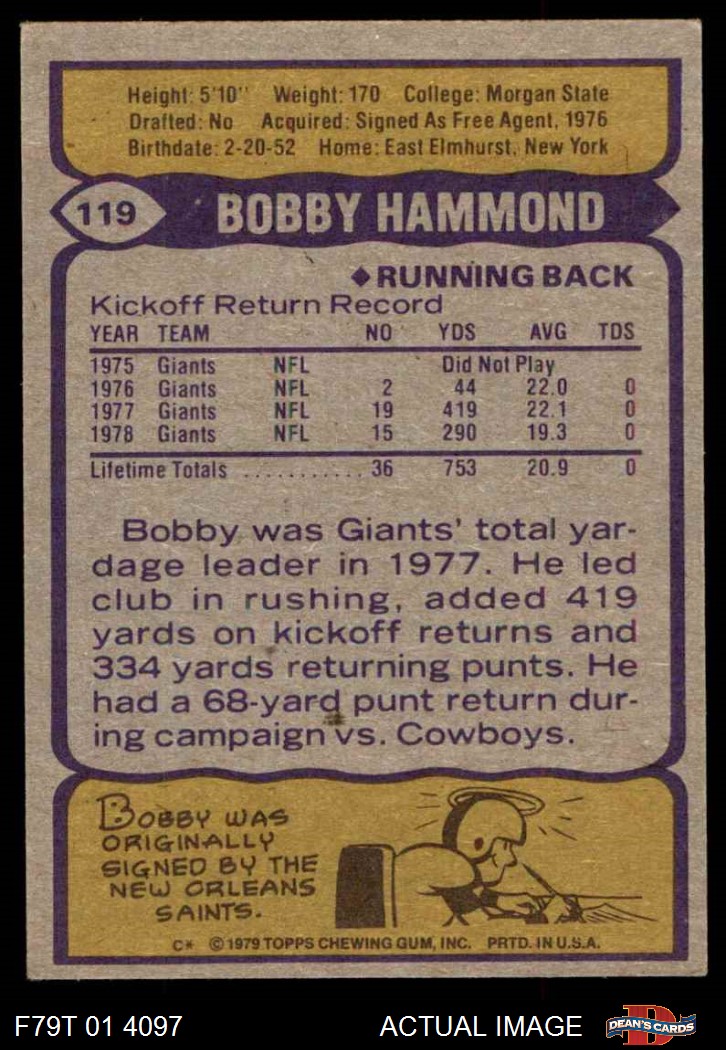 Height: 5'10" Weight: 170 College: Morgan State
Drafted: No Acquired: Signed As Free Agent, 1976
Birthdate: 2-20-52 Home: East Elmhurst, New York
119 BOBBY HAMMOND
◆RUNNING BACK
Kickoff Return Record
YEAR TEAM NO YDS AVG TDS
1975 Giants NFL Did Not Play
1976 Giants NFL 2 44 22.0 0
1977 Giants NFL 19 419 22.1 0
1978 Giants NFL 15 290 19.3 0
Lifetime Totals ........... 36 753 20.9 0
Bobby was Giants' total yar-
dage leader in 1977. He led
club in rushing, added 419
yards on kickoff returns and
334 yards returning punts. He
had a 68-yard punt return dur-
ing campaign vs. Cowboys.
BOBBY WAS
ORIGINALLY
SIGNED BY THE
NEW ORLEANS
SAINTS.
C* © 1979 TOPPS CHEWING GUM, INC. PRTD. IN U.S.A.
F79T 01 4097 ACTUAL IMAGE DEAN'S CARDS